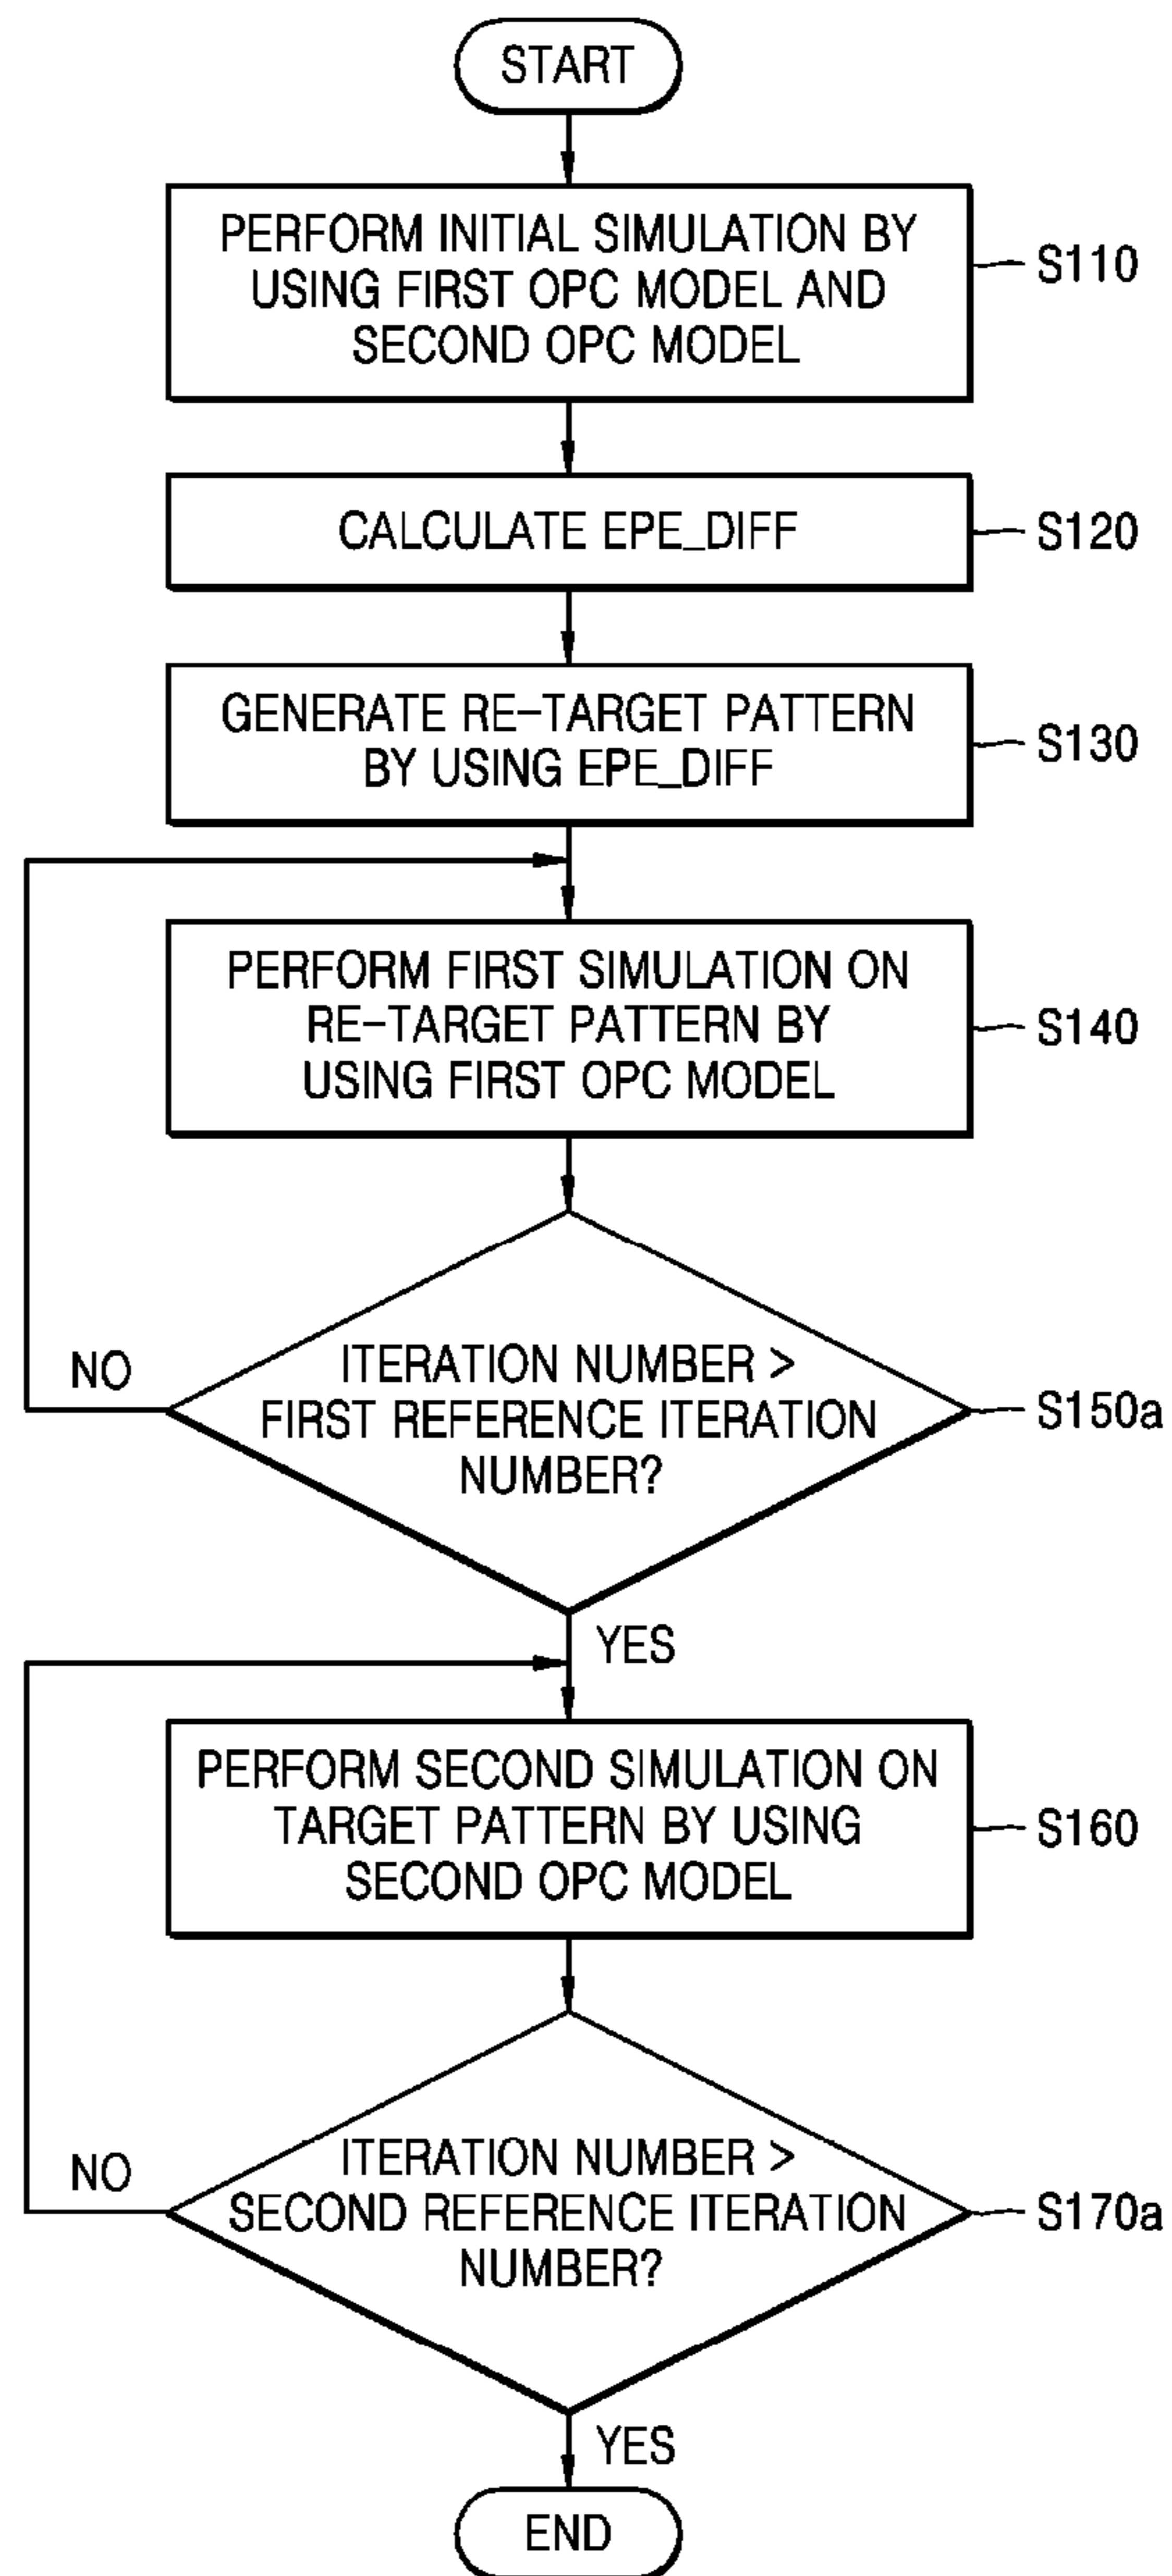 START
PERFORM INITIAL SIMULATION BY
USING FIRST OPC MODEL AND
SECOND OPC MODEL
S110
CALCULATE EPE_DIFF
S120
GENERATE RE-TARGET PATTERN
BY USING EPE_DIFF
S130
PERFORM FIRST SIMULATION ON
RE-TARGET PATTERN BY
USING FIRST OPC MODEL
S140
NO
ITERATION NUMBER >
FIRST REFERENCE ITERATION
NUMBER?
S150a
YES
PERFORM SECOND SIMULATION ON
TARGET PATTERN BY USING
SECOND OPC MODEL
S160
NO
ITERATION NUMBER >
SECOND REFERENCE ITERATION
NUMBER?
S170a
YES
END